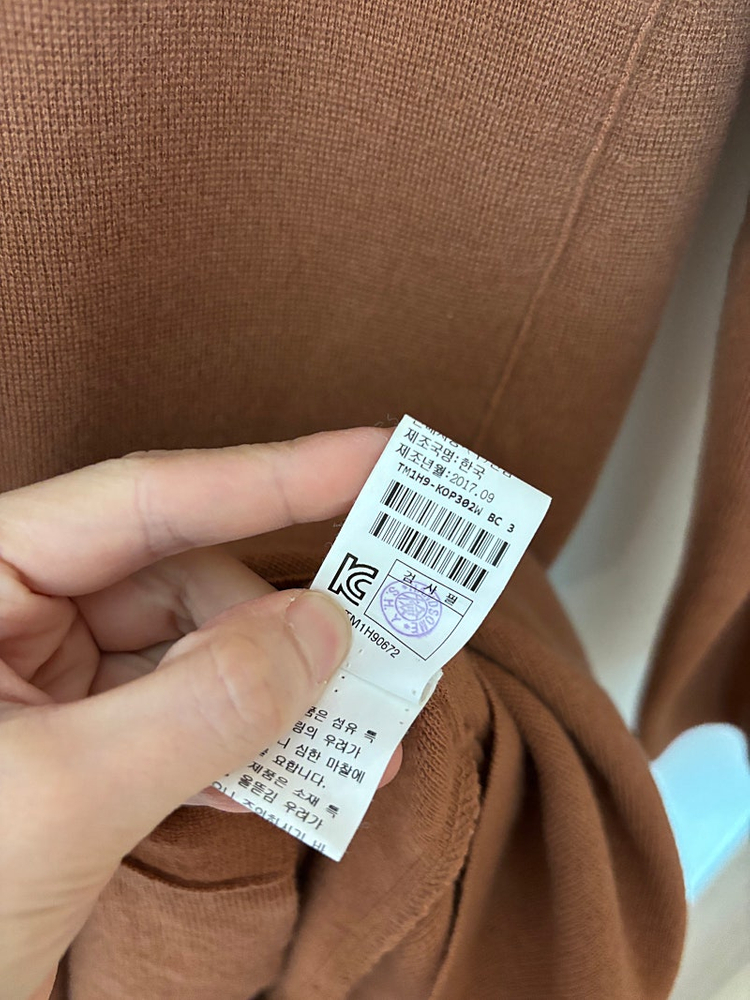 제조국명:한국
제조년월:2017.09
TM1H9-KOP302W BC 3
검 사 필
TM1H90672
품은 섬유 특
림의 우려가
니 심한 마찰에
요합니다.
제품은 소재 특
올뜯김 우려가